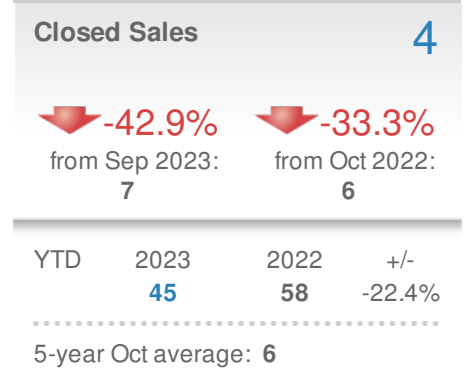 Closed Sales 4
-42.9% -33.3%
from Sep 2023: from Oct 2022:
7 6
YTD 2023 2022 +/-
45 58 -22.4%
5-year Oct average: 6